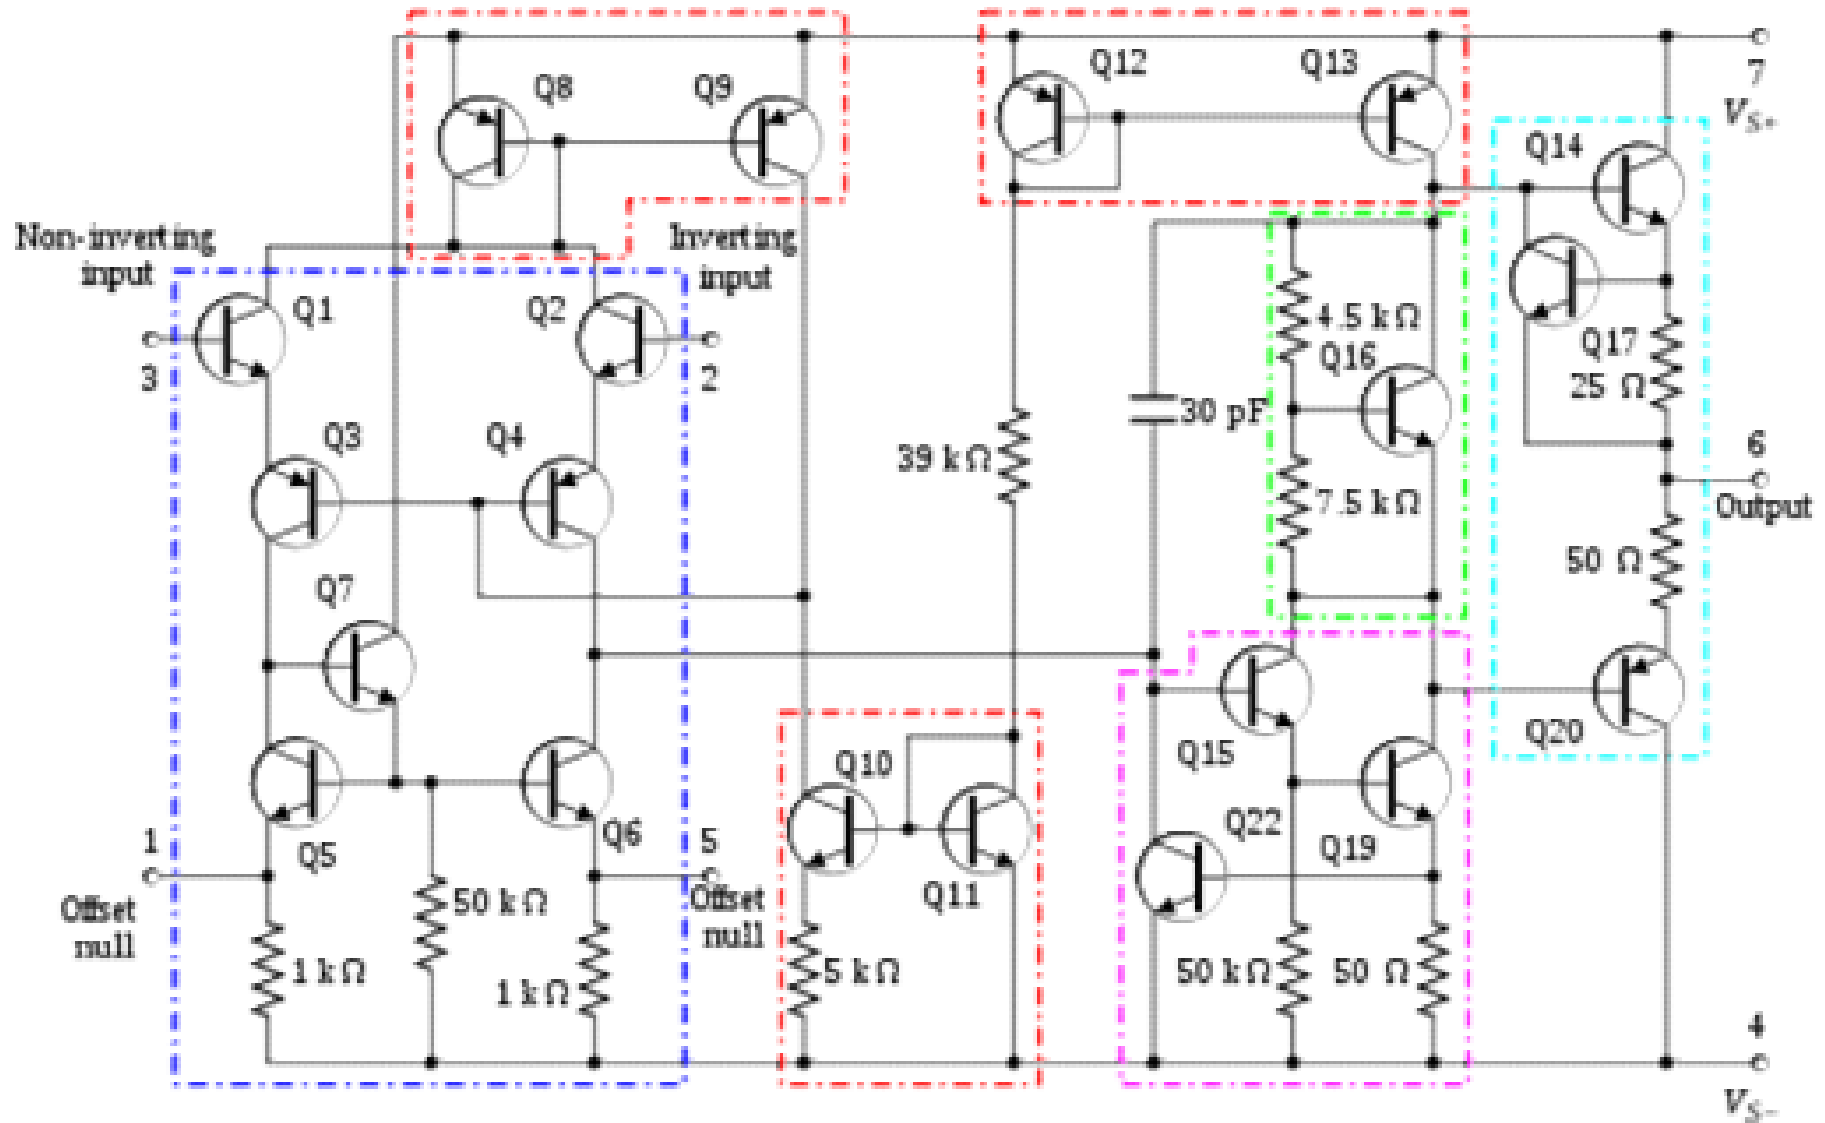 Q8
Q9
Q12
Q13
7
V_{S+}
Q14
Non-inverting
input
Inverting
input
Q1
Q2
3
2
4.5 kΩ
Q16
Q17
25 Ω
30 pF
Q3
Q4
39 kΩ
7.5 kΩ
6
Output
50 Ω
Q7
Q15
Q20
Q10
Q22
Q19
1
Q5
Q6
5
Q11
Offset
null
50 kΩ
Offset
null
1 kΩ
1 kΩ
5 kΩ
50 kΩ
50 Ω
4
V_{S−}